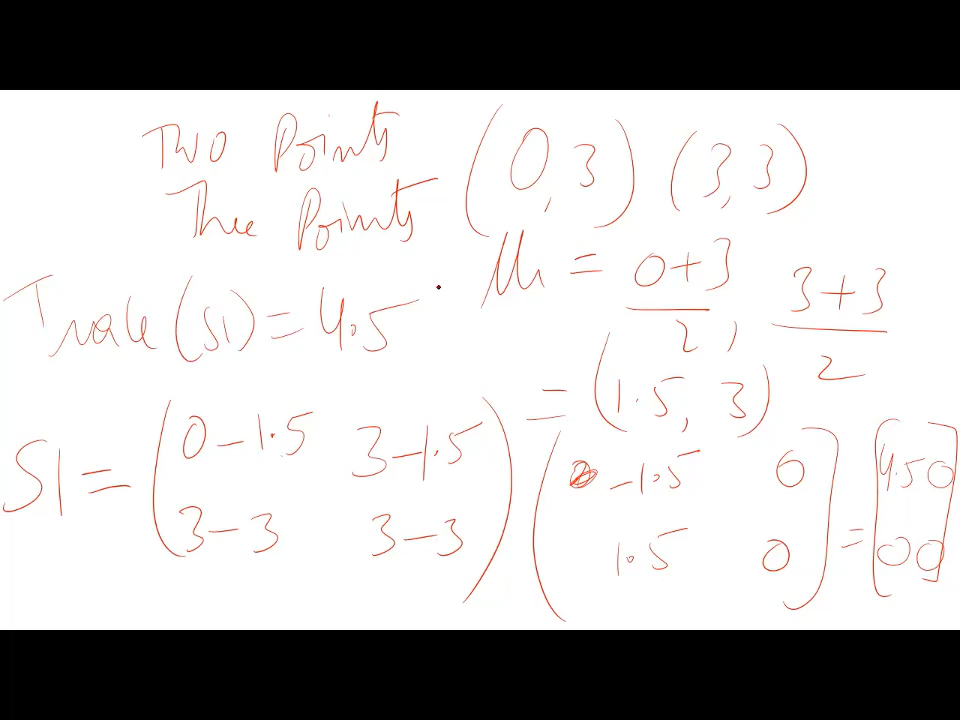 Two Points (0,3) (3,3)
Three Points
M1 = 0+3/2, 3+3/2
Trace(S1) = 4.5
= (1.5, 3)
S1 = (0-1.5 3-1.5) (-1.5 0) = [4.5 0]
(3-3 3-3) (1.5 0) [0 0]